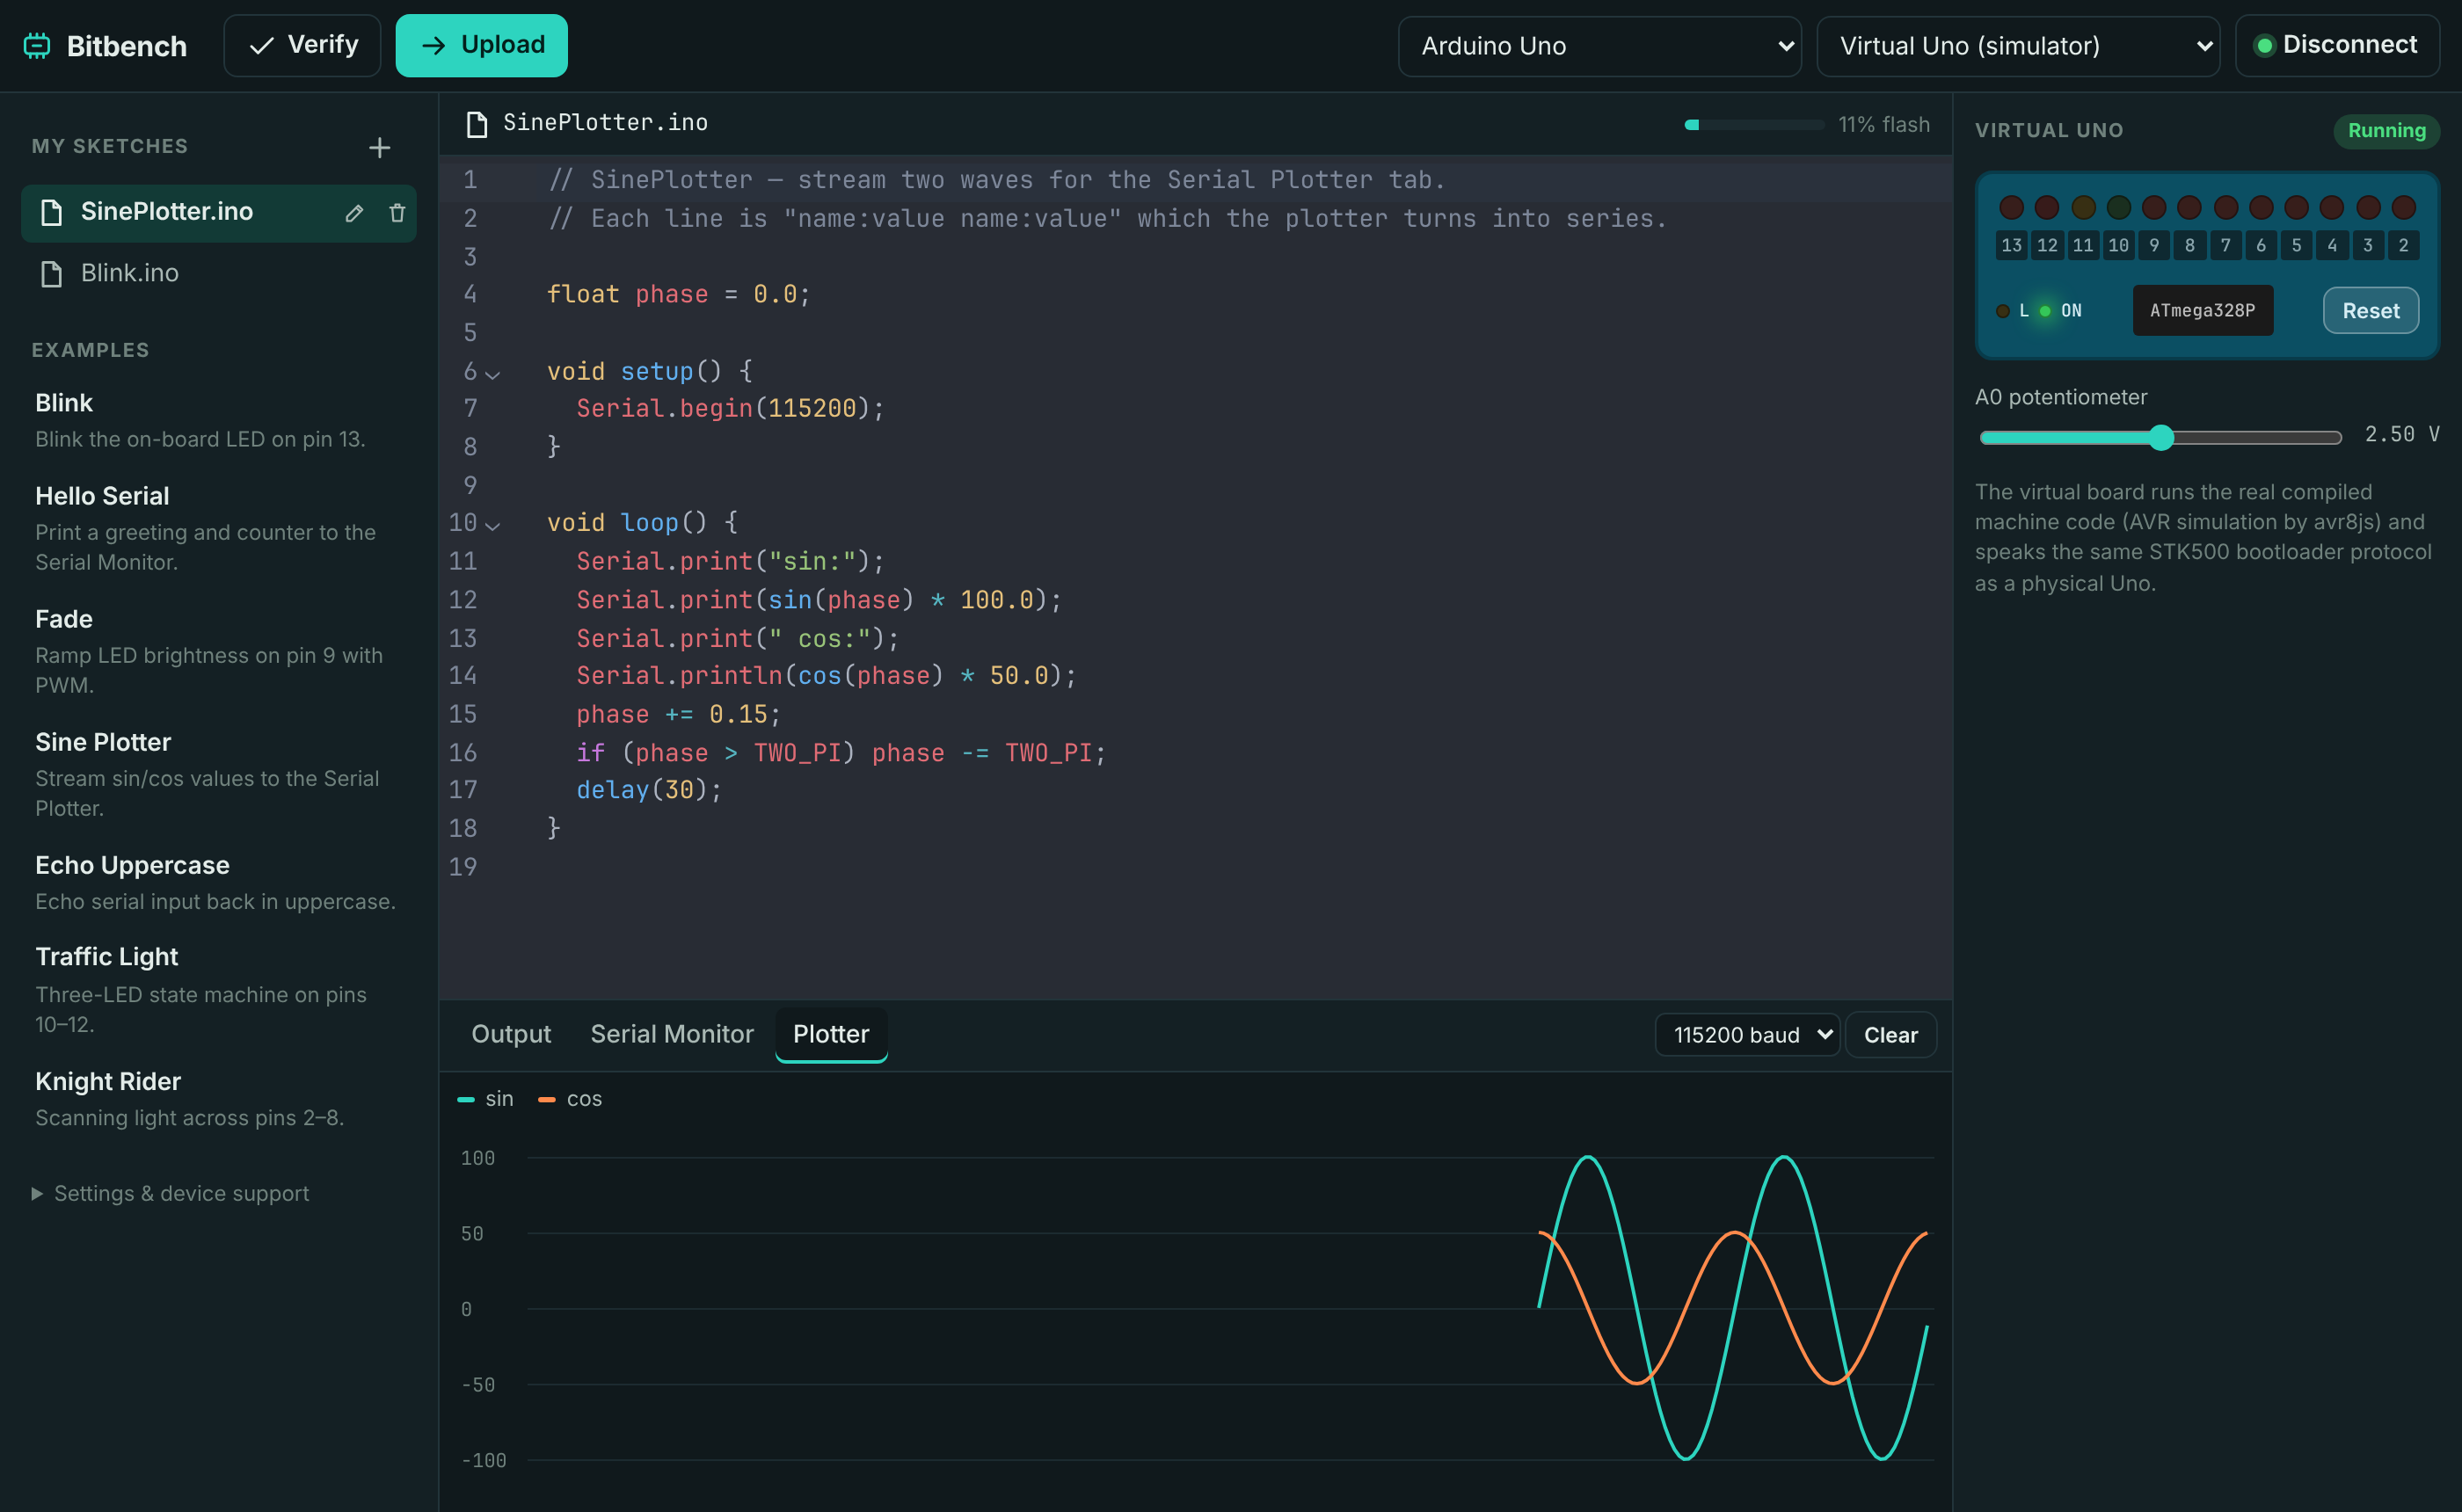 Bitbench
Verify
Upload
Arduino Uno
Virtual Uno (simulator)
Disconnect
MY SKETCHES
SinePlotter.ino
Blink.ino
EXAMPLES
Blink
Blink the on-board LED on pin 13.
Hello Serial
Print a greeting and counter to the
Serial Monitor.
Fade
Ramp LED brightness on pin 9 with
PWM.
Sine Plotter
Stream sin/cos values to the Serial
Plotter.
Echo Uppercase
Echo serial input back in uppercase.
Traffic Light
Three-LED state machine on pins
10–12.
Knight Rider
Scanning light across pins 2–8.
Settings & device support
SinePlotter.ino
11% flash
1 // SinePlotter — stream two waves for the Serial Plotter tab.
2 // Each line is "name:value name:value" which the plotter turns into series.
3
4 float phase = 0.0;
5
6 void setup() {
7 Serial.begin(115200);
8 }
9
10 void loop() {
11 Serial.print("sin:");
12 Serial.print(sin(phase) * 100.0);
13 Serial.print(" cos:");
14 Serial.println(cos(phase) * 50.0);
15 phase += 0.15;
16 if (phase > TWO_PI) phase -= TWO_PI;
17 delay(30);
18 }
19
Output
Serial Monitor
Plotter
115200 baud
Clear
sin
cos
100
50
0
-50
-100
VIRTUAL UNO
Running
13 12 11 10 9 8 7 6 5 4 3 2
L ON
ATmega328P
Reset
A0 potentiometer
2.50 V
The virtual board runs the real compiled
machine code (AVR simulation by avr8js) and
speaks the same STK500 bootloader protocol
as a physical Uno.